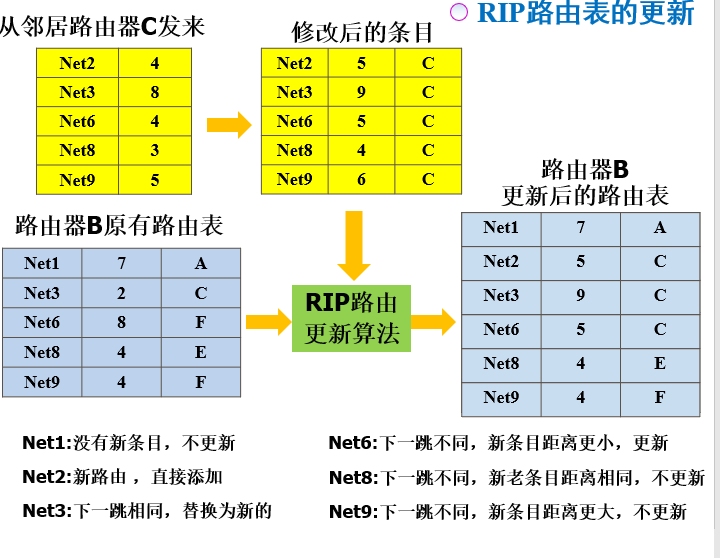 RIP路由表的更新
从邻居路由器C发来
Net2 4
Net3 8
Net6 4
Net8 3
Net9 5
修改后的条目
Net2 5 C
Net3 9 C
Net6 5 C
Net8 4 C
Net9 6 C
路由器B原有路由表
Net1 7 A
Net3 2 C
Net6 8 F
Net8 4 E
Net9 4 F
RIP路由
更新算法
路由器B
更新后的路由表
Net1 7 A
Net2 5 C
Net3 9 C
Net6 5 C
Net8 4 E
Net9 4 F
Net1:没有新条目，不更新
Net2:新路由 ，直接添加
Net3:下一跳相同，替换为新的
Net6:下一跳不同，新条目距离更小，更新
Net8:下一跳不同，新老条目距离相同，不更新
Net9:下一跳不同，新条目距离更大，不更新